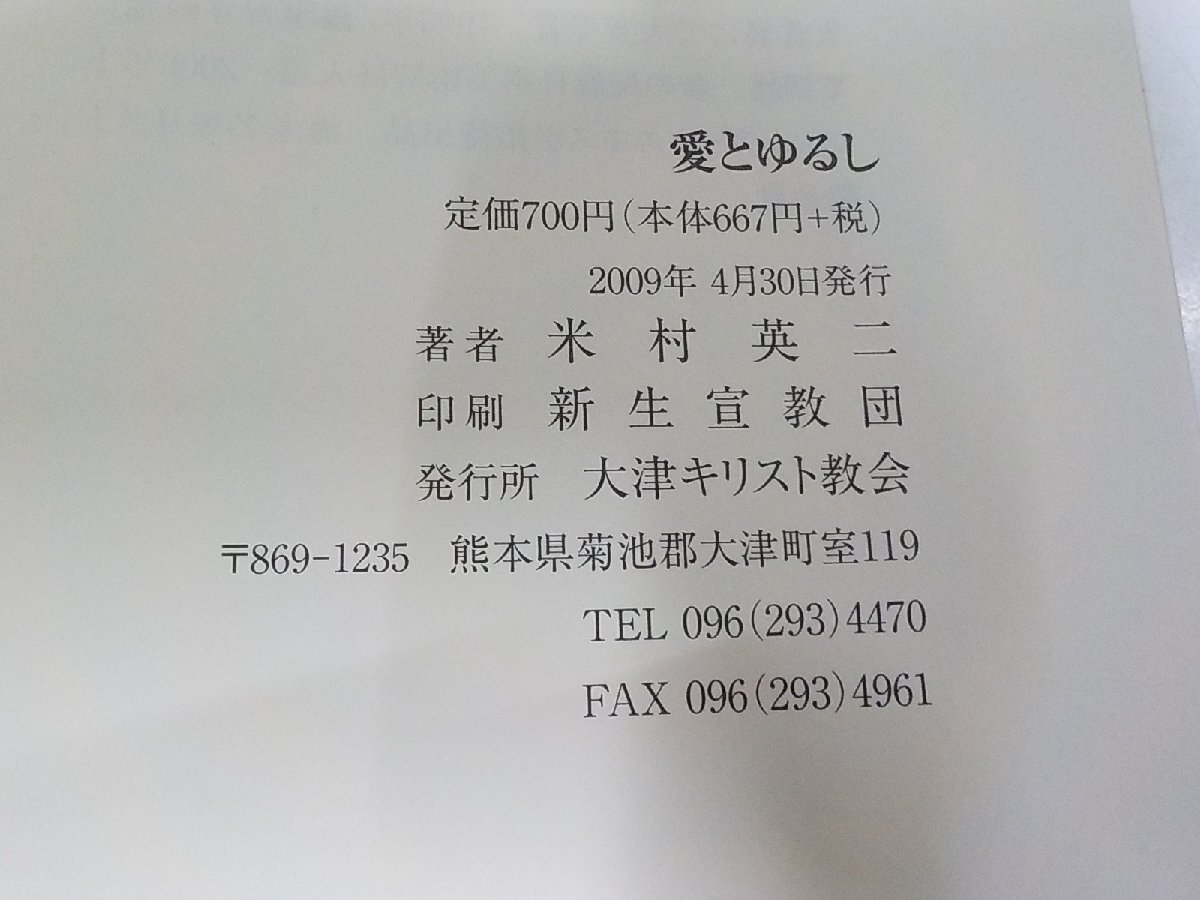 愛とゆるし
定価700円(本体667円+税)
2009年 4月30日発行
著者 米村英二
印刷 新生宣教団
発行所 大津キリスト教会
〒869-1235 熊本県菊池郡大津町室119
TEL 096(293)4470
FAX 096(293)4961